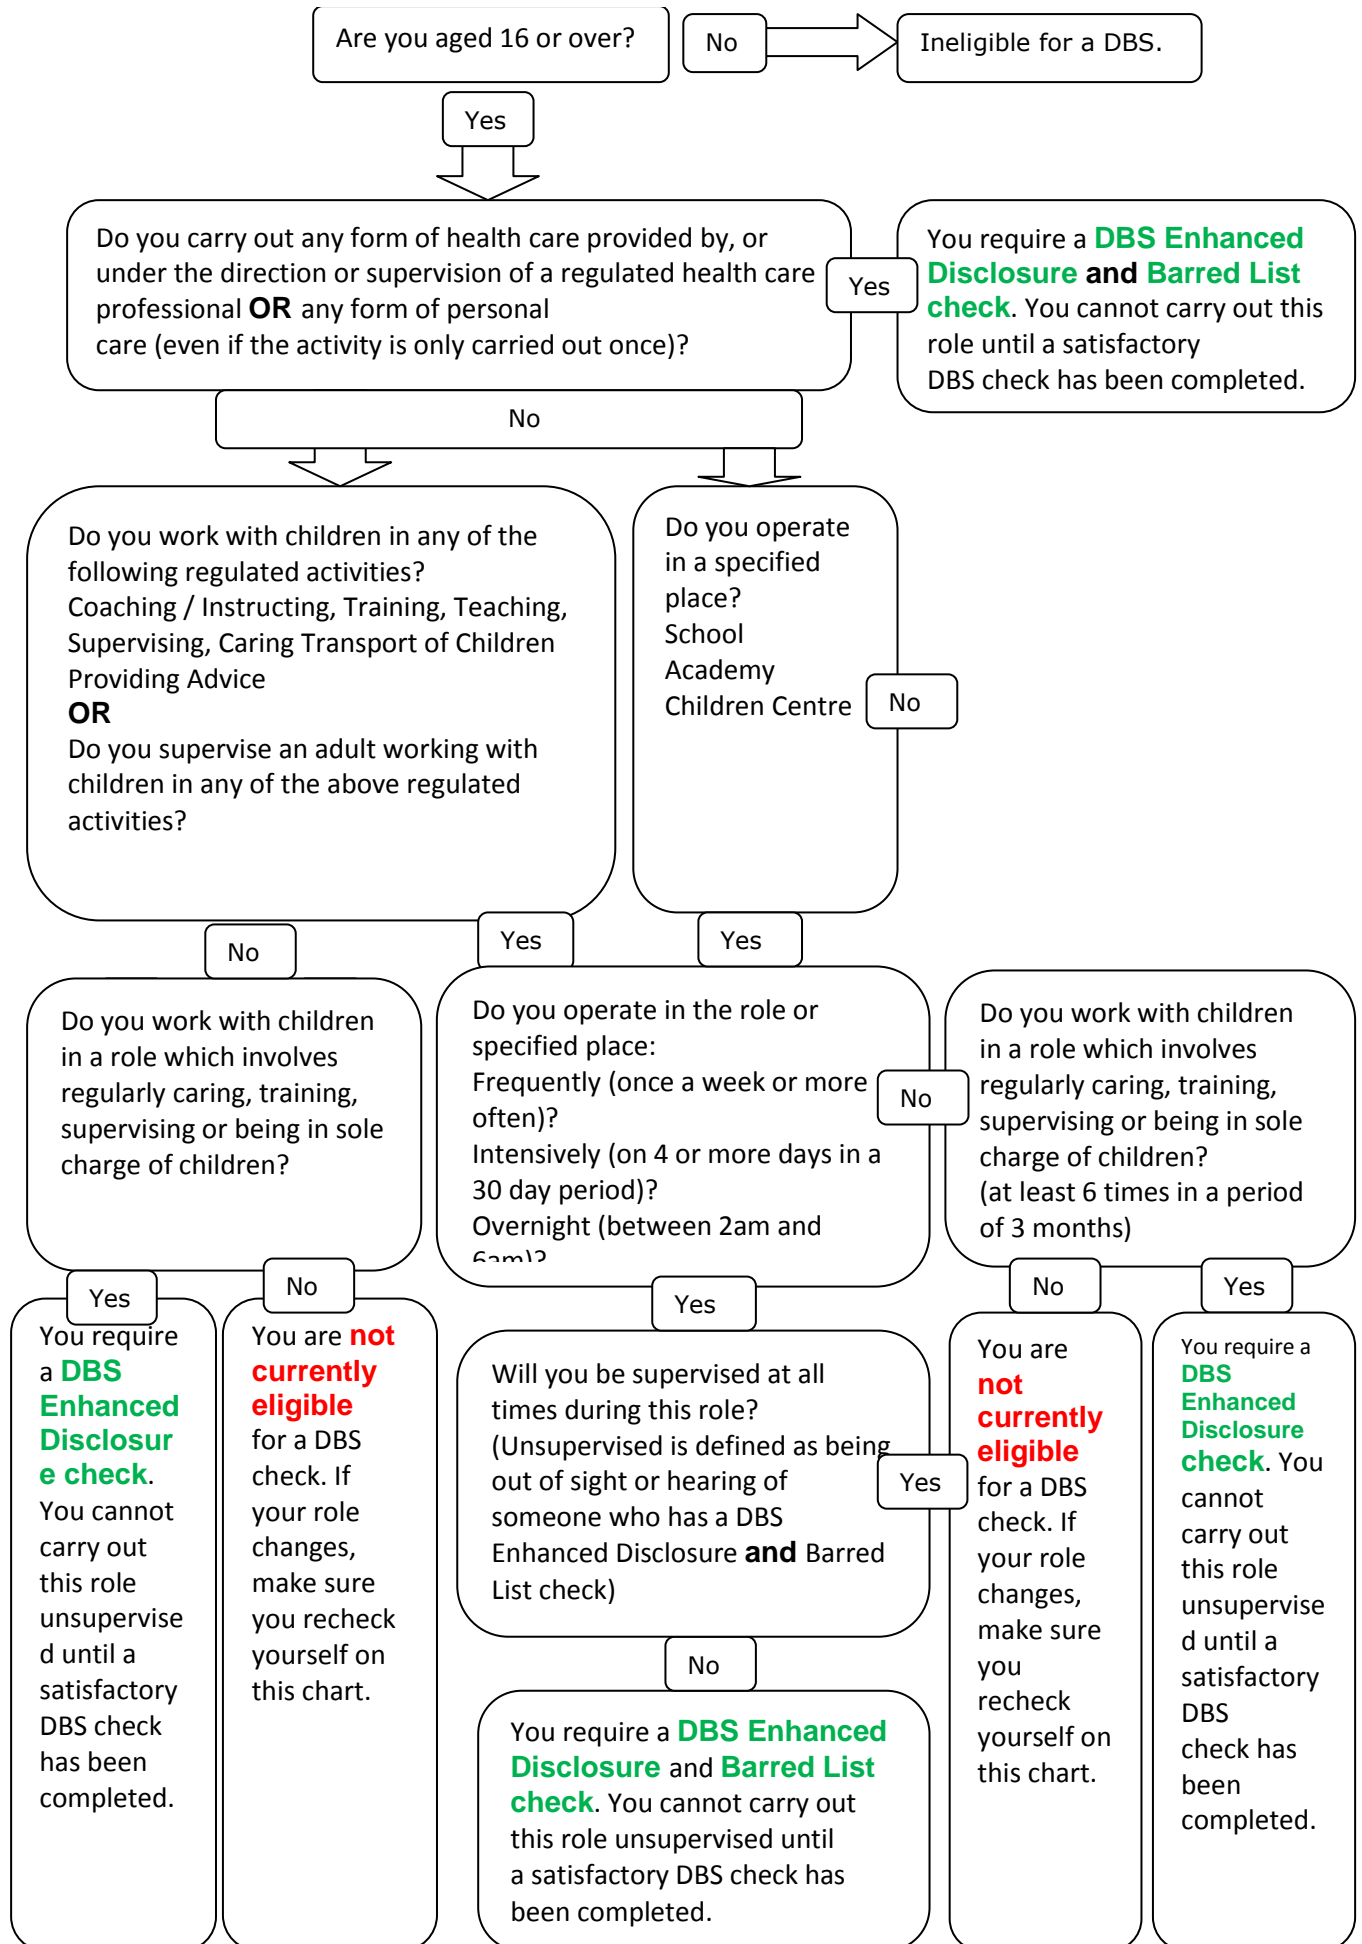 Are you aged 16 or over?
No
Ineligible for a DBS.
Yes
Do you carry out any form of health care provided by, or
under the direction or supervision of a regulated health care
professional OR any form of personal
care (even if the activity is only carried out once)?
Yes
You require a DBS Enhanced
Disclosure and Barred List
check. You cannot carry out this
role until a satisfactory
DBS check has been completed.
No
Do you work with children in any of the
following regulated activities?
Coaching / Instructing, Training, Teaching,
Supervising, Caring Transport of Children
Providing Advice
OR
Do you supervise an adult working with
children in any of the above regulated
activities?
Do you operate
in a specified
place?
School
Academy
Children Centre
No
No
Yes
Yes
Do you work with children
in a role which involves
regularly caring, training,
supervising or being in sole
charge of children?
Do you operate in the role or
specified place:
Frequently (once a week or more
often)?
Intensively (on 4 or more days in a
30 day period)?
Overnight (between 2am and
6am)?
No
Do you work with children
in a role which involves
regularly caring, training,
supervising or being in sole
charge of children?
(at least 6 times in a period
of 3 months)
Yes
You require
a DBS
Enhanced
Disclosur
e check.
You cannot
carry out
this role
unsupervise
d until a
satisfactory
DBS check
has been
completed.
No
You are not
currently
eligible
for a DBS
check. If
your role
changes,
make sure
you recheck
yourself on
this chart.
Yes
Will you be supervised at all
times during this role?
(Unsupervised is defined as being
out of sight or hearing of
someone who has a DBS
Enhanced Disclosure and Barred
List check)
Yes
No
You require a DBS Enhanced
Disclosure and Barred List
check. You cannot carry out
this role unsupervised until
a satisfactory DBS check has
been completed.
No
You are
not
currently
eligible
for a DBS
check. If
your role
changes,
make sure
you
recheck
yourself on
this chart.
Yes
You require a
DBS
Enhanced
Disclosure
check. You
cannot
carry out
this role
unsupervise
d until a
satisfactory
DBS
check has
been
completed.